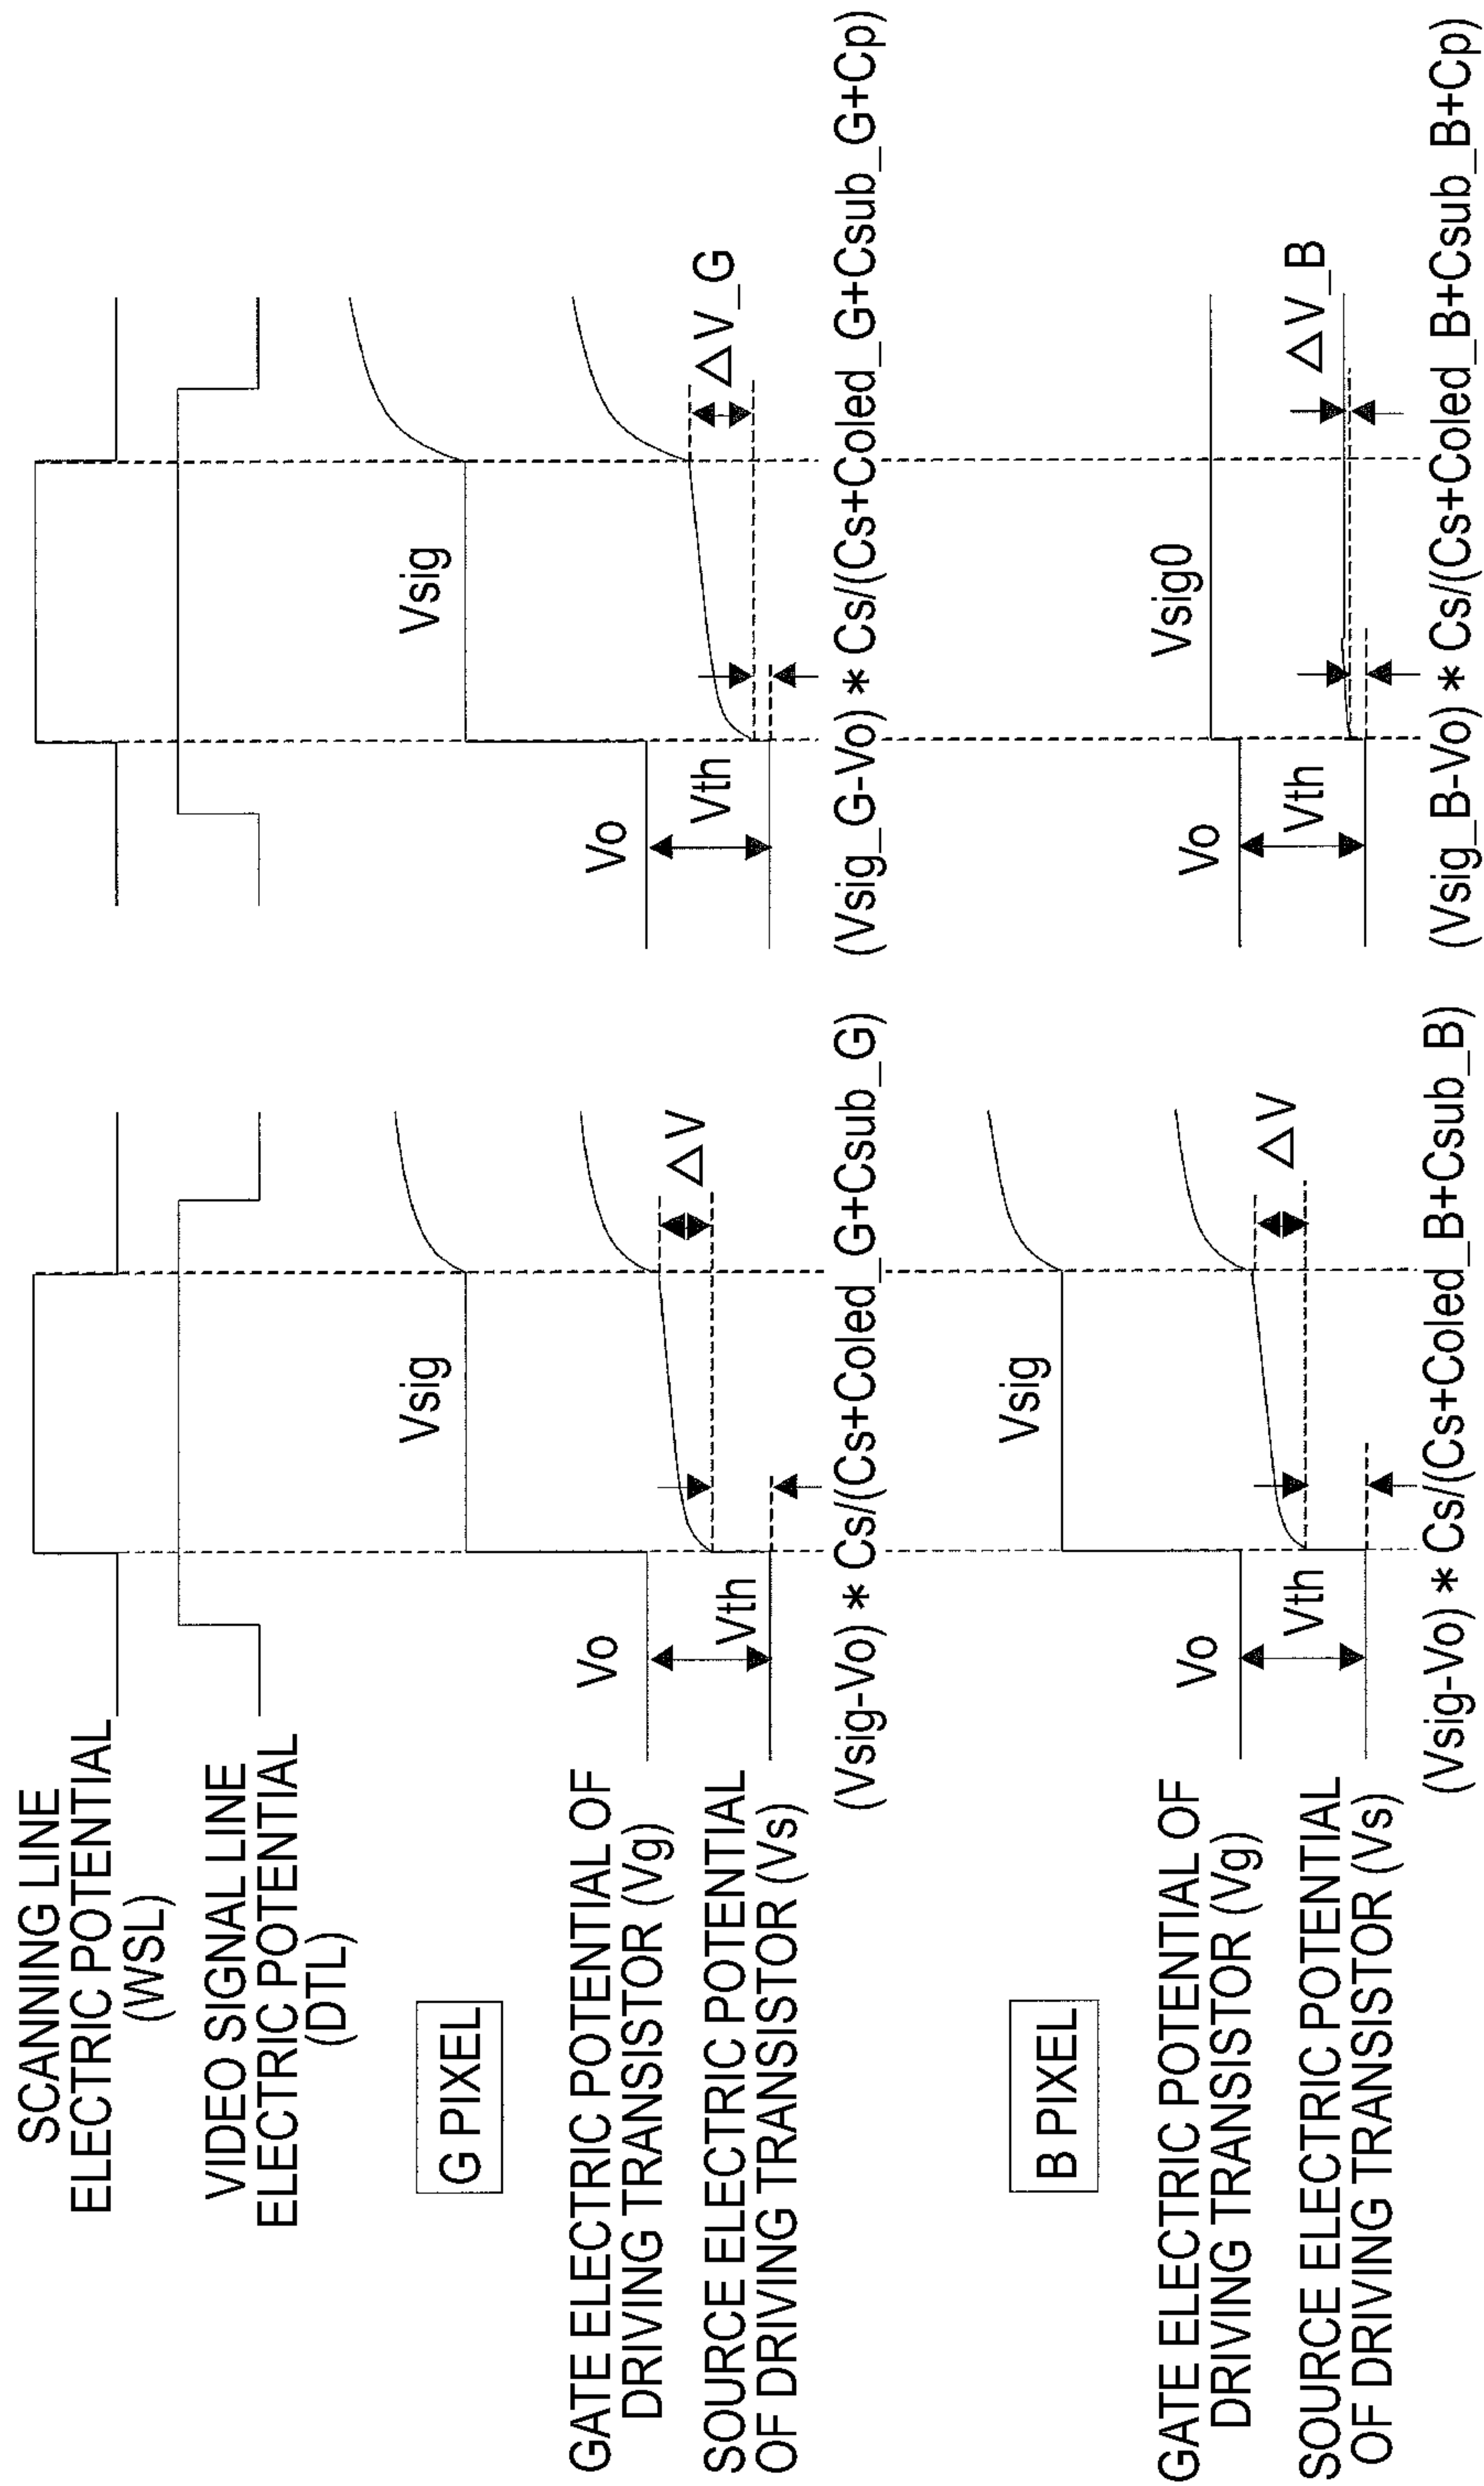 SCANNING LINE
ELECTRIC POTENTIAL
(WSL)
VIDEO SIGNAL LINE
ELECTRIC POTENTIAL
(DTL)
G PIXEL
Vsig
Vsig
GATE ELECTRIC POTENTIAL OF
DRIVING TRANSISTOR (Vg)
Vo
Vth
ΔV
Vo
Vth
ΔV_G
SOURCE ELECTRIC POTENTIAL
OF DRIVING TRANSISTOR (Vs)
(Vsig-Vo) * Cs/(Cs+Coled_G+Csub_G)
(Vsig_G-Vo) * Cs/(Cs+Coled_G+Csub_G+Cp)
B PIXEL
Vsig
Vsig0
GATE ELECTRIC POTENTIAL OF
DRIVING TRANSISTOR (Vg)
Vo
Vth
ΔV
Vo
Vth
ΔV_B
SOURCE ELECTRIC POTENTIAL
OF DRIVING TRANSISTOR (Vs)
(Vsig-Vo) * Cs/(Cs+Coled_B+Csub_B)
(Vsig_B-Vo) * Cs/(Cs+Coled_B+Csub_B+Cp)